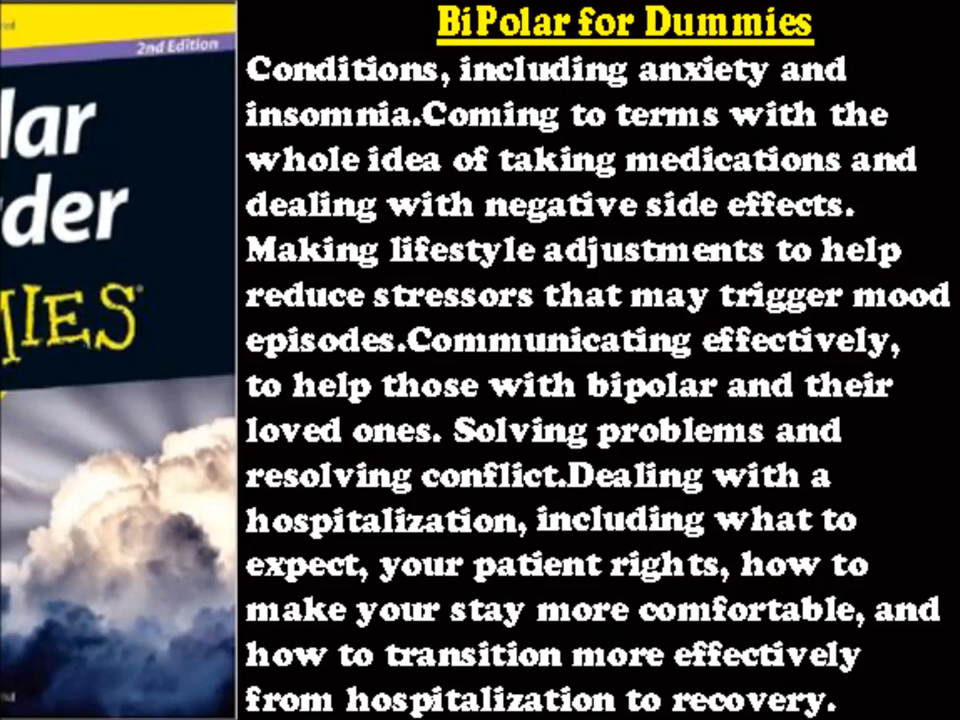 BiPolar for Dummies
2nd Edition
lar
der
MIES
Conditions, including anxiety and
insomnia.Coming to terms with the
whole idea of taking medications and
dealing with negative side effects.
Making lifestyle adjustments to help
reduce stressors that may trigger mood
episodes.Communicating effectively,
to help those with bipolar and their
loved ones. Solving problems and
resolving conflict.Dealing with a
hospitalization, including what to
expect, your patient rights, how to
make your stay more comfortable, and
how to transition more effectively
from hospitalization to recovery.